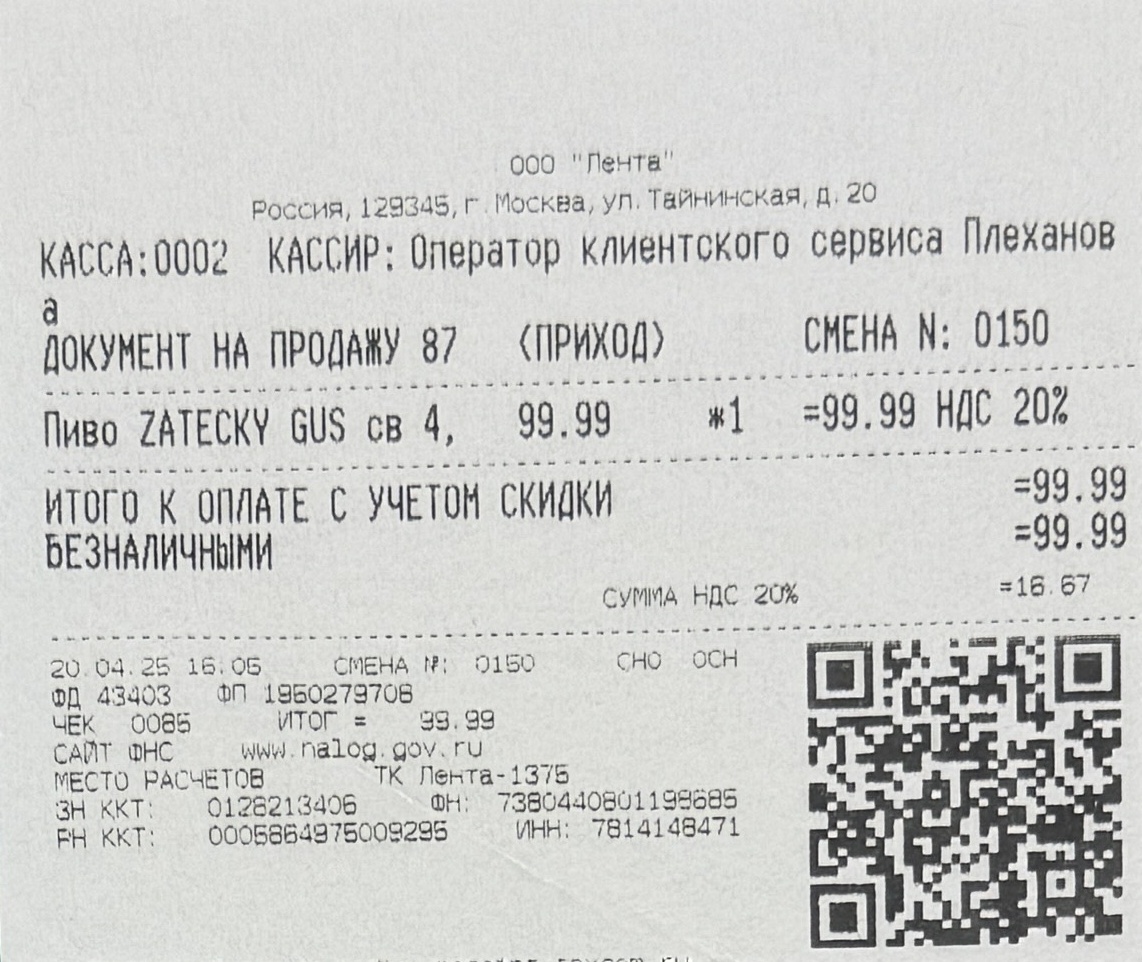 ООО "Лента"
Россия, 129345, г. Москва, ул. Тайнинская, д. 20
КАССА:0002 КАССИР: Оператор клиентского сервиса Плеханов
а
ДОКУМЕНТ НА ПРОДАЖУ 87 (ПРИХОД) СМЕНА N: 0150
Пиво ZATECKY GUS св 4, 99.99 *1 =99.99 НДС 20%
ИТОГО К ОПЛАТЕ С УЧЕТОМ СКИДКИ =99.99
БЕЗНАЛИЧНЫМИ =99.99
СУММА НДС 20% =16.67
20.04.25 16:05 СМЕНА №: 0150 СНО ОСН
ФД 43403 ФП 1950279708
ЧЕК 0085 ИТОГ = 99.99
САЙТ ФНС www.nalog.gov.ru
МЕСТО РАСЧЕТОВ ТК Лента-1375
ЗН ККТ: 0128213406 ФН: 7380440801198685
РН ККТ: 0005864975009295 ИНН: 7814148471